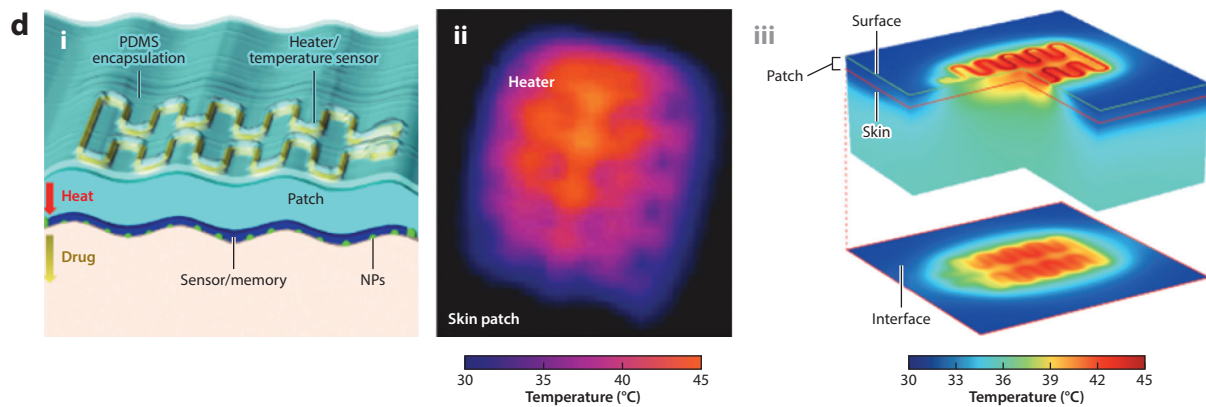 d
i
PDMS
encapsulation
Heater/
temperature sensor
Heat
Patch
Drug
Sensor/memory
NPs
ii
Heater
Skin patch
30
35
40
45
Temperature (°C)
iii
Surface
Patch
Skin
Interface
30
33
36
39
42
45
Temperature (°C)